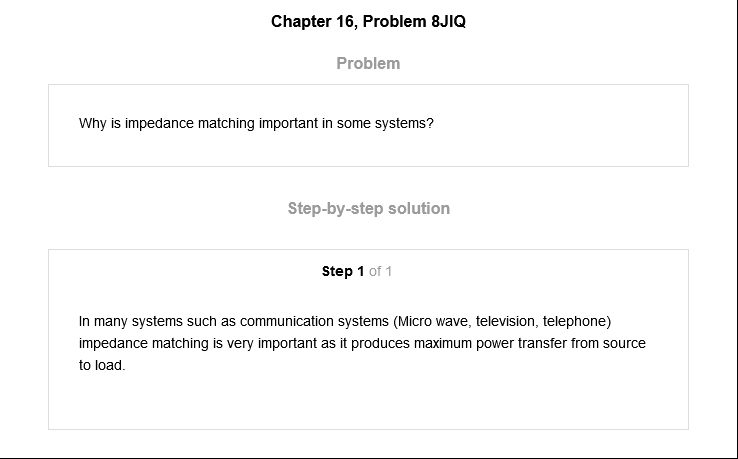 Chapter 16, Problem 8JIQ
Problem
Why is impedance matching important in some systems?
Step-by-step solution
Step 1 of 1
In many systems such as communication systems (Micro wave, television, telephone)
impedance matching is very important as it produces maximum power transfer from source
to load.